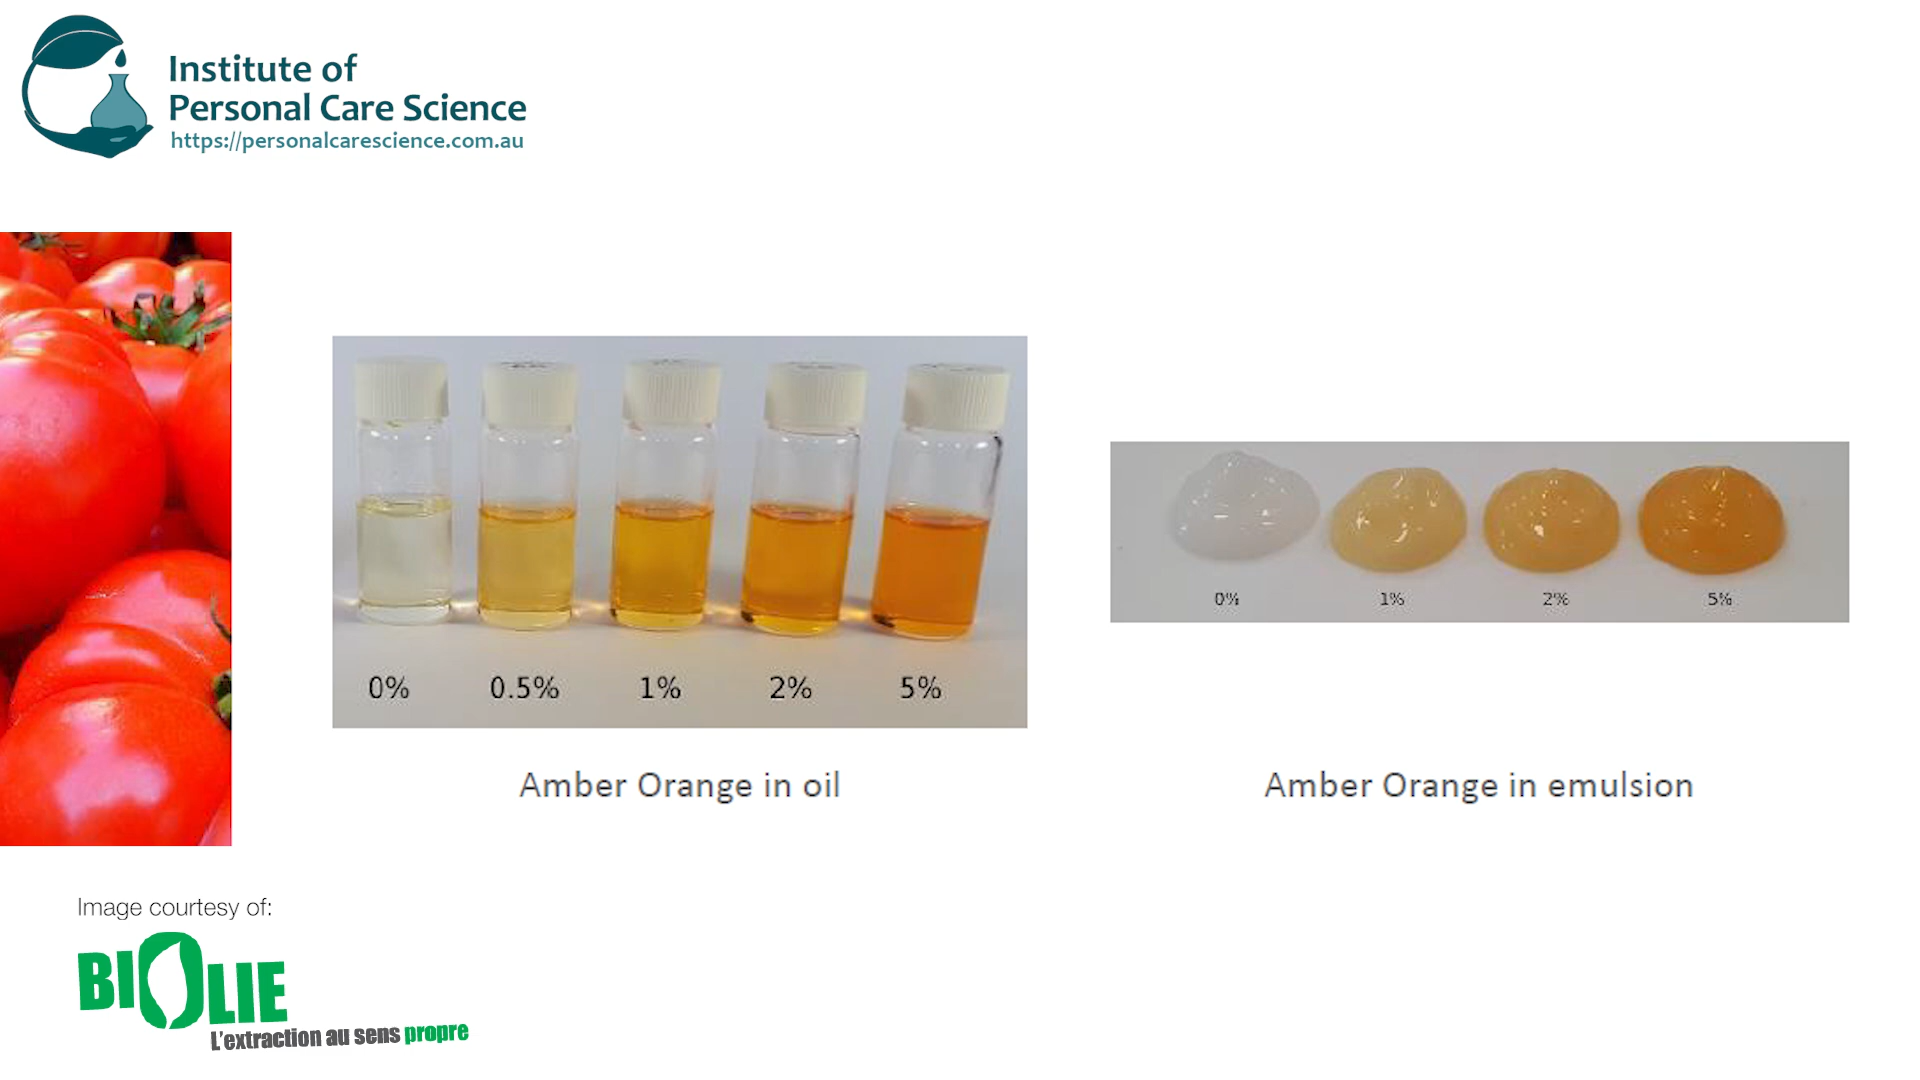 Institute of
Personal Care Science
https://personalcarescience.com.au
0% 0.5% 1% 2% 5%
Amber Orange in oil
0% 1% 2% 5%
Amber Orange in emulsion
Image courtesy of:
BIOLIE
L'extraction au sens propre